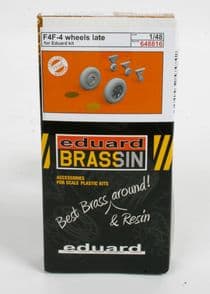 F4F-4 wheels late
for Eduard kit
1/48
648816
eduard
BRASSIN
ACCESSORIES
FOR SCALE PLASTIC KITS
Best Brass around!
& Resin
eduard